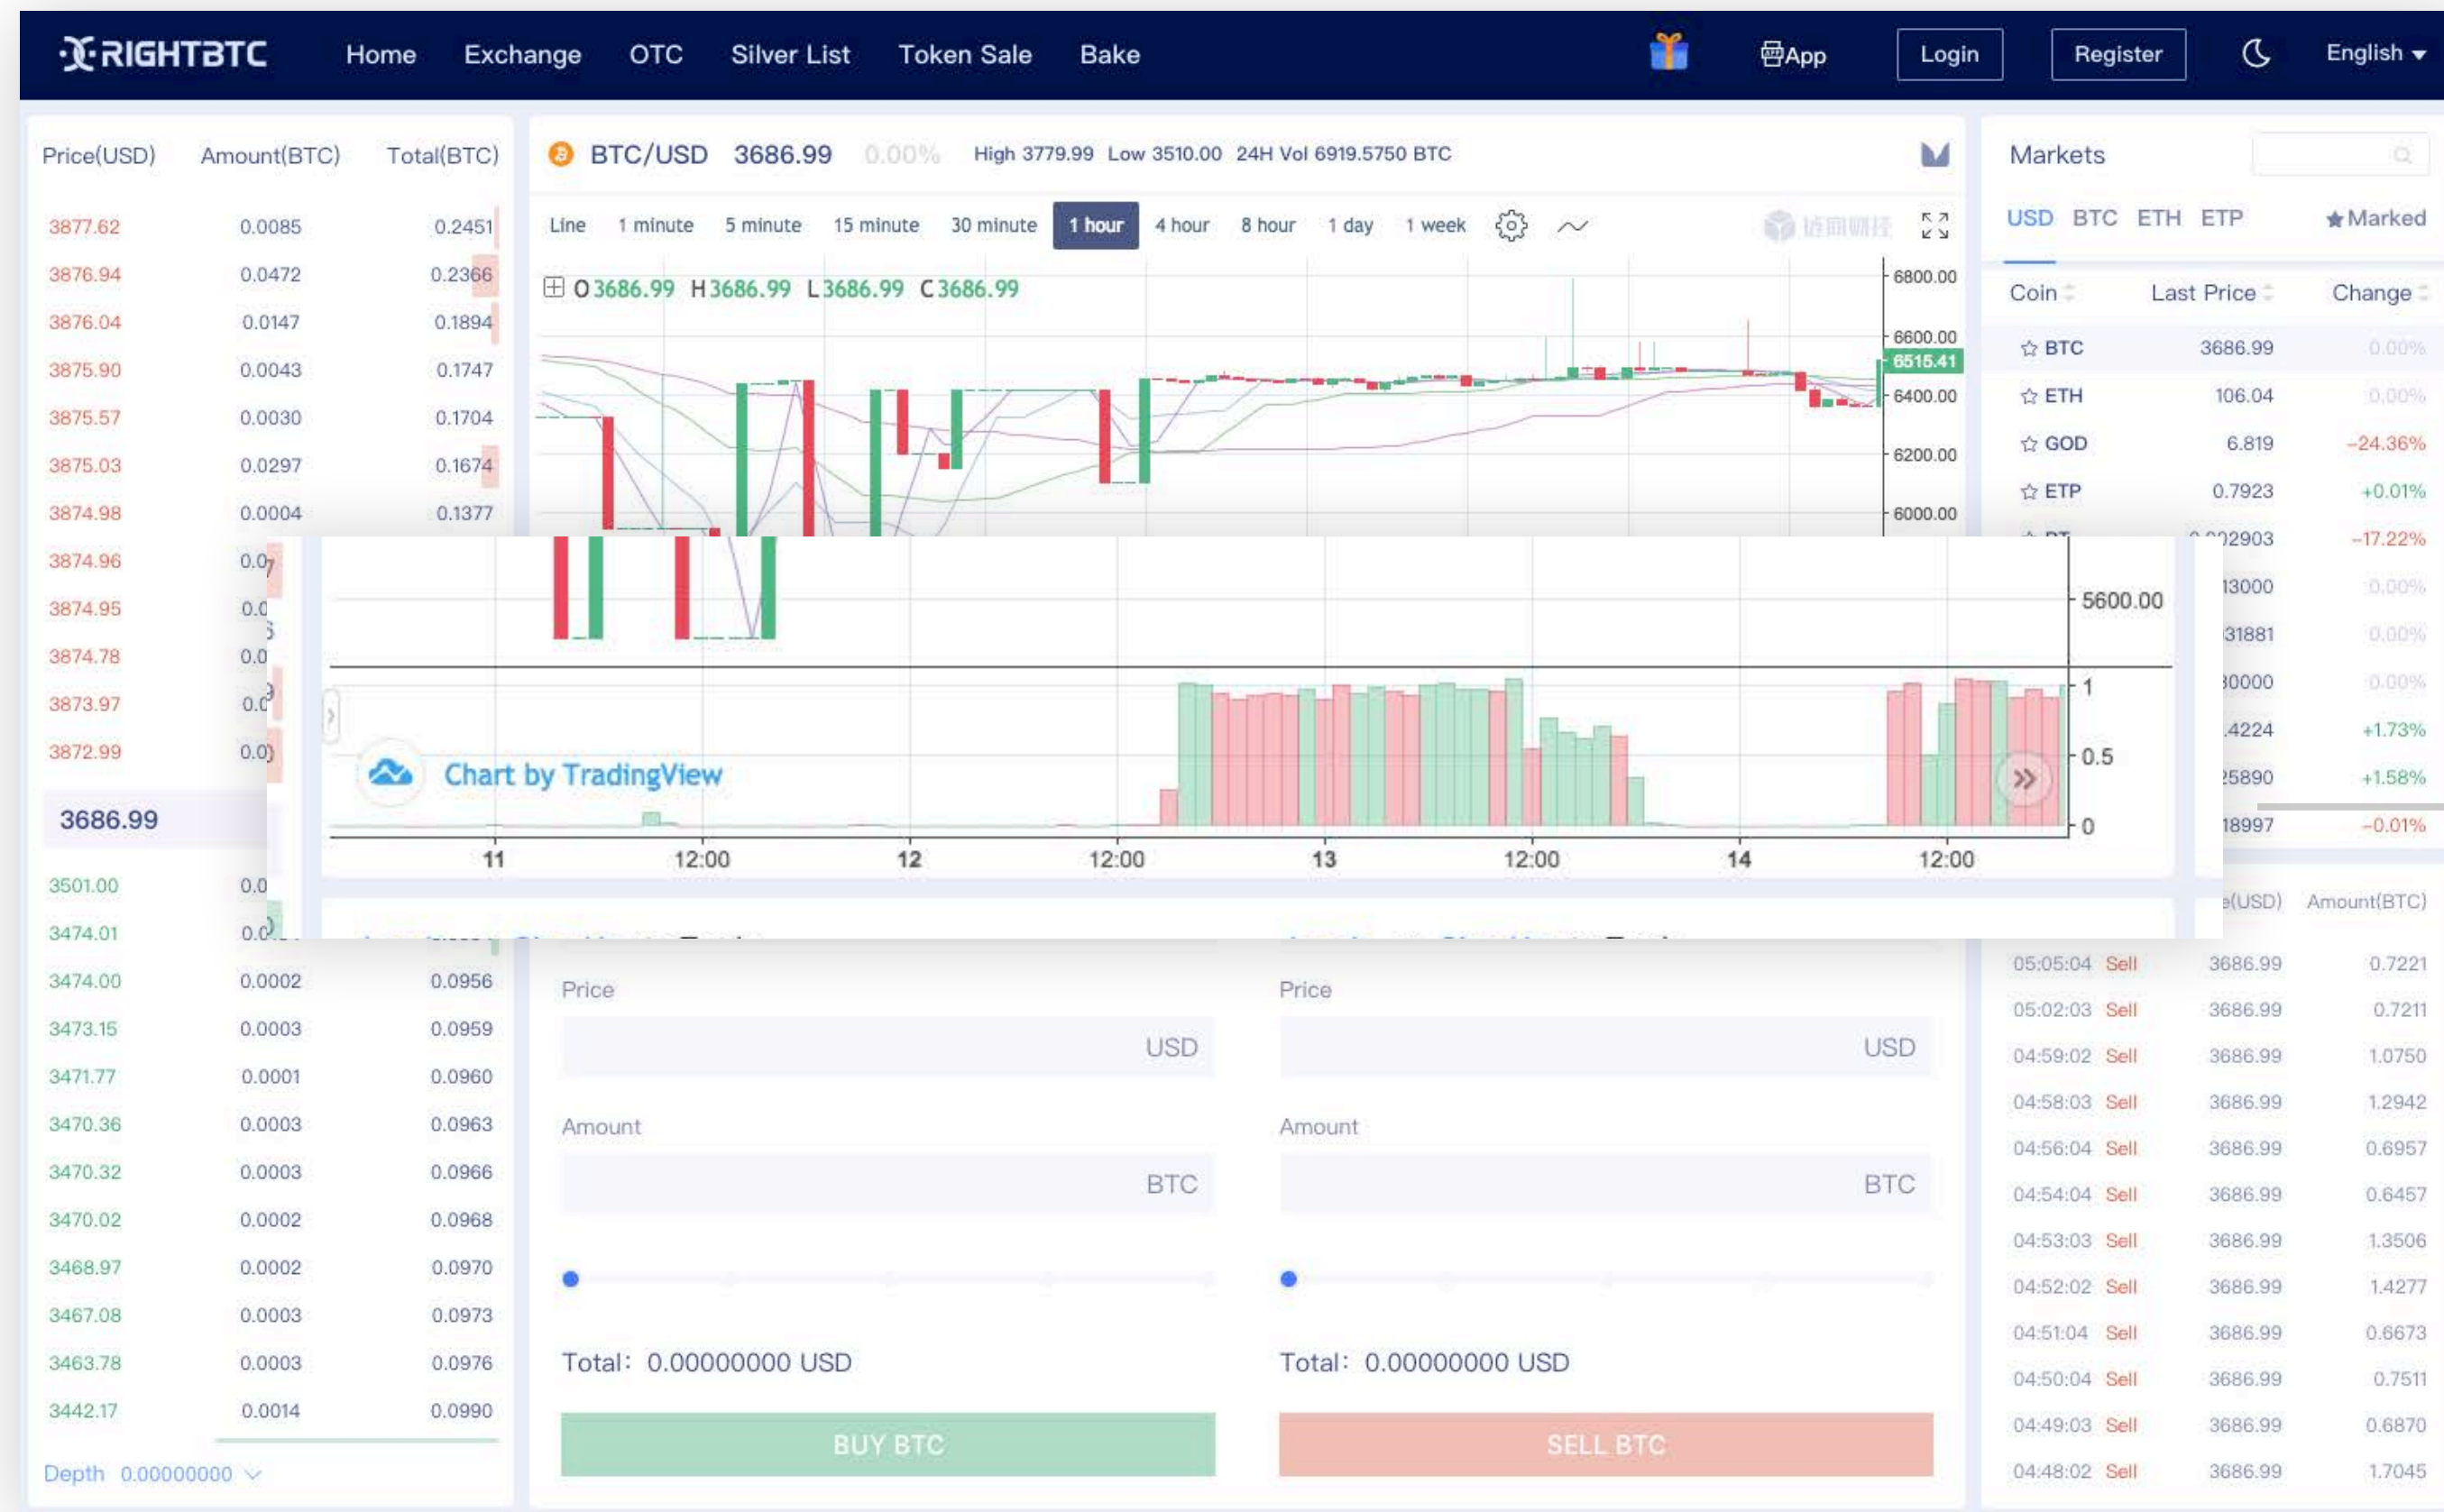 RIGHTBTC Home Exchange OTC Silver List Token Sale Bake App Login Register English
Price(USD) Amount(BTC) Total(BTC)
3877.62 0.0085 0.2451
3876.94 0.0472 0.2366
3876.04 0.0147 0.1894
3875.90 0.0043 0.1747
3875.57 0.0030 0.1704
3875.03 0.0297 0.1674
3874.98 0.0004 0.1377
3874.96
3874.95
3874.78
3873.97
3872.99
3686.99
3501.00
3474.01
3474.00 0.0002 0.0956
3473.15 0.0003 0.0959
3471.77 0.0001 0.0960
3470.36 0.0003 0.0963
3470.32 0.0003 0.0966
3470.02 0.0002 0.0968
3468.97 0.0002 0.0970
3467.08 0.0003 0.0973
3463.78 0.0003 0.0976
3442.17 0.0014 0.0990
Depth 0.00000000
BTC/USD 3686.99 0.00% High 3779.99 Low 3510.00 24H Vol 6919.5750 BTC
Line 1 minute 5 minute 15 minute 30 minute 1 hour 4 hour 8 hour 1 day 1 week
O 3686.99 H 3686.99 L 3686.99 C 3686.99
6800.00
6600.00
6515.41
6400.00
6200.00
6000.00
5600.00
1
0.5
0
Chart by TradingView
11 12:00 12 12:00 13 12:00 14 12:00
Price Price
USD USD
Amount Amount
BTC BTC
Total: 0.00000000 USD Total: 0.00000000 USD
BUY BTC SELL BTC
Markets
USD BTC ETH ETP Marked
Coin Last Price Change
BTC 3686.99 0.00%
ETH 106.04 0.00%
GOD 6.819 -24.36%
ETP 0.7923 +0.01%
02903 -17.22%
13000 0.00%
31881 0.00%
0000 0.00%
.4224 +1.73%
25890 +1.58%
18997 -0.01%
(USD) Amount(BTC)
05:05:04 Sell 3686.99 0.7221
05:02:03 Sell 3686.99 0.7211
04:59:02 Sell 3686.99 1.0750
04:58:03 Sell 3686.99 1.2942
04:56:04 Sell 3686.99 0.6957
04:54:04 Sell 3686.99 0.6457
04:53:03 Sell 3686.99 1.3506
04:52:02 Sell 3686.99 1.4277
04:51:04 Sell 3686.99 0.6673
04:50:04 Sell 3686.99 0.7511
04:49:03 Sell 3686.99 0.6870
04:48:02 Sell 3686.99 1.7045